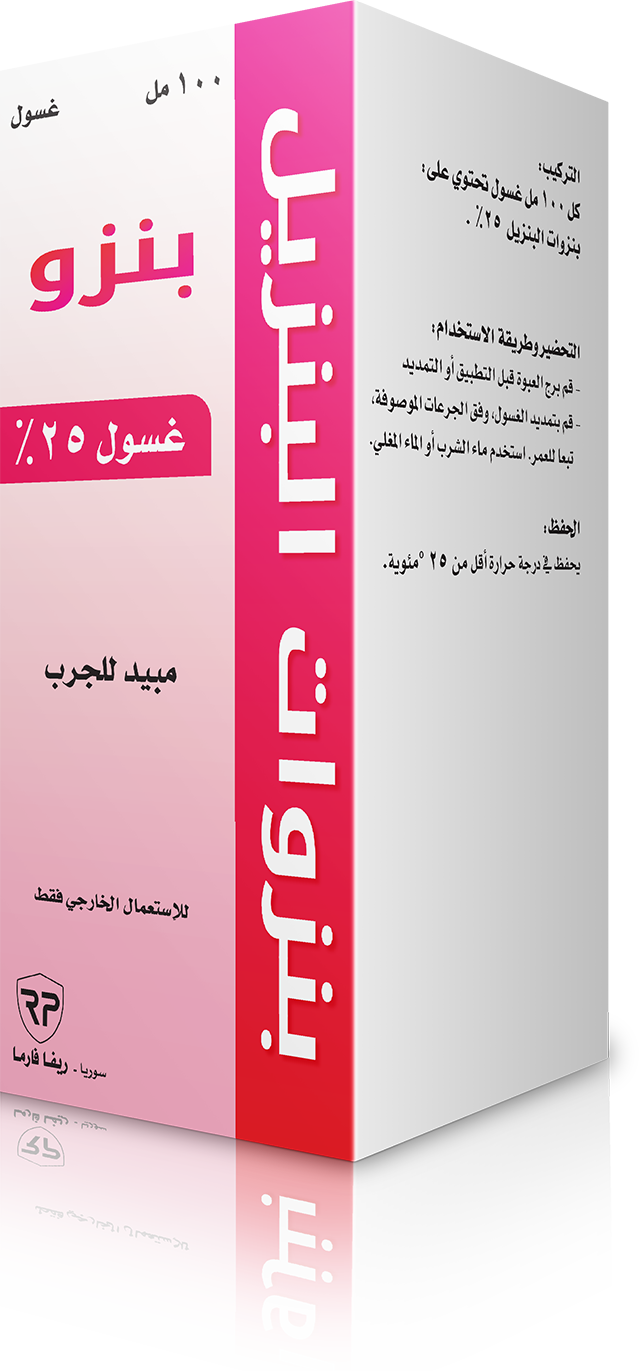 غسول
١٠٠ مل
بنزو
غسول ٢٥ ٪
مبيد للجرب
للإستعمال الخارجي فقط
RP
سوريا - ريفا فارما
بنزوات البنزيل
التركيب:
كل ١٠٠ مل غسول تحتوي على:
بنزوات البنزيل ٢٥٪ .
التحضير وطريقة الاستخدام:
- قم برج العبوة قبل التطبيق أو التمديد
- قم بتمديد الغسول، وفق الجرعات الموصوفة،
تبعا للعمر. استخدم ماء الشرب أو الماء المغلي.
الحفظ:
يحفظ في درجة حرارة أقل من ٢٥ °مئوية.